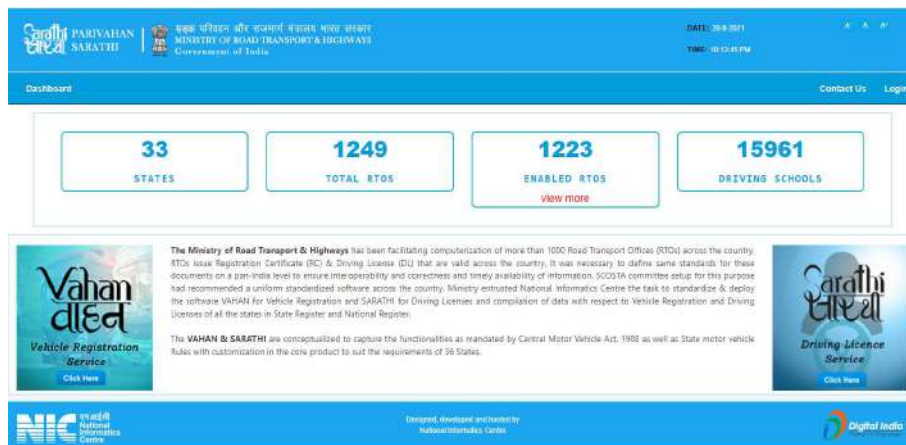 Sarathi
सारथी
PARIVAHAN
SARATHI
सड़क परिवहन और राजमार्ग मंत्रालय भारत सरकार
MINISTRY OF ROAD TRANSPORT & HIGHWAYS
Government of India
DATE: 20-8-2021
TIME:
Dashboard
Contact Us Login
33
STATES
1249
TOTAL RTOS
1223
ENABLED RTOS
view more
15961
DRIVING SCHOOLS
Vahan
वाहन
Vehicle Registration
Service
Click Here
The Ministry of Road Transport & Highways has been facilitating computerization of more than 1000 Road Transport Offices (RTOs) across the country.
RTOs issue Registration Certificate (RC) & Driving License (DL) that are valid across the country. It was necessary to define same standards for these
documents on a pan-India level to ensure interoperability and correctness and timely availability of information. SCOSTA committee setup for this purpose
had recommended a uniform standardized software across the country. Ministry entrusted National Informatics Centre the task to standardize & deploy
the software VAHAN for Vehicle Registration and SARATHI for Driving Licenses and compilation of data with respect to Vehicle Registration and Driving
Licenses of all the states in State Register and National Register.
The VAHAN & SARATHI are conceptualized to capture the functionalities as mandated by Central Motor Vehicle Act, 1988 as well as State motor vehicle
Rules with customization in the core product to suit the requirements of 36 States.
Sarathi
सारथी
Driving Licence
Service
Click Here
NIC
एनआईसी
National
Informatics
Centre
Designed, developed and hosted by
National Informatics Centre
Digital India